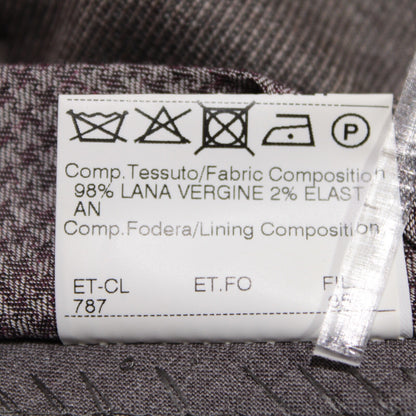 P
Comp.Tessuto/Fabric Composition
98% LANA VERGINE 2% ELAST
AN
Comp.Fodera/Lining Composition
ET-CL ET.FO
787